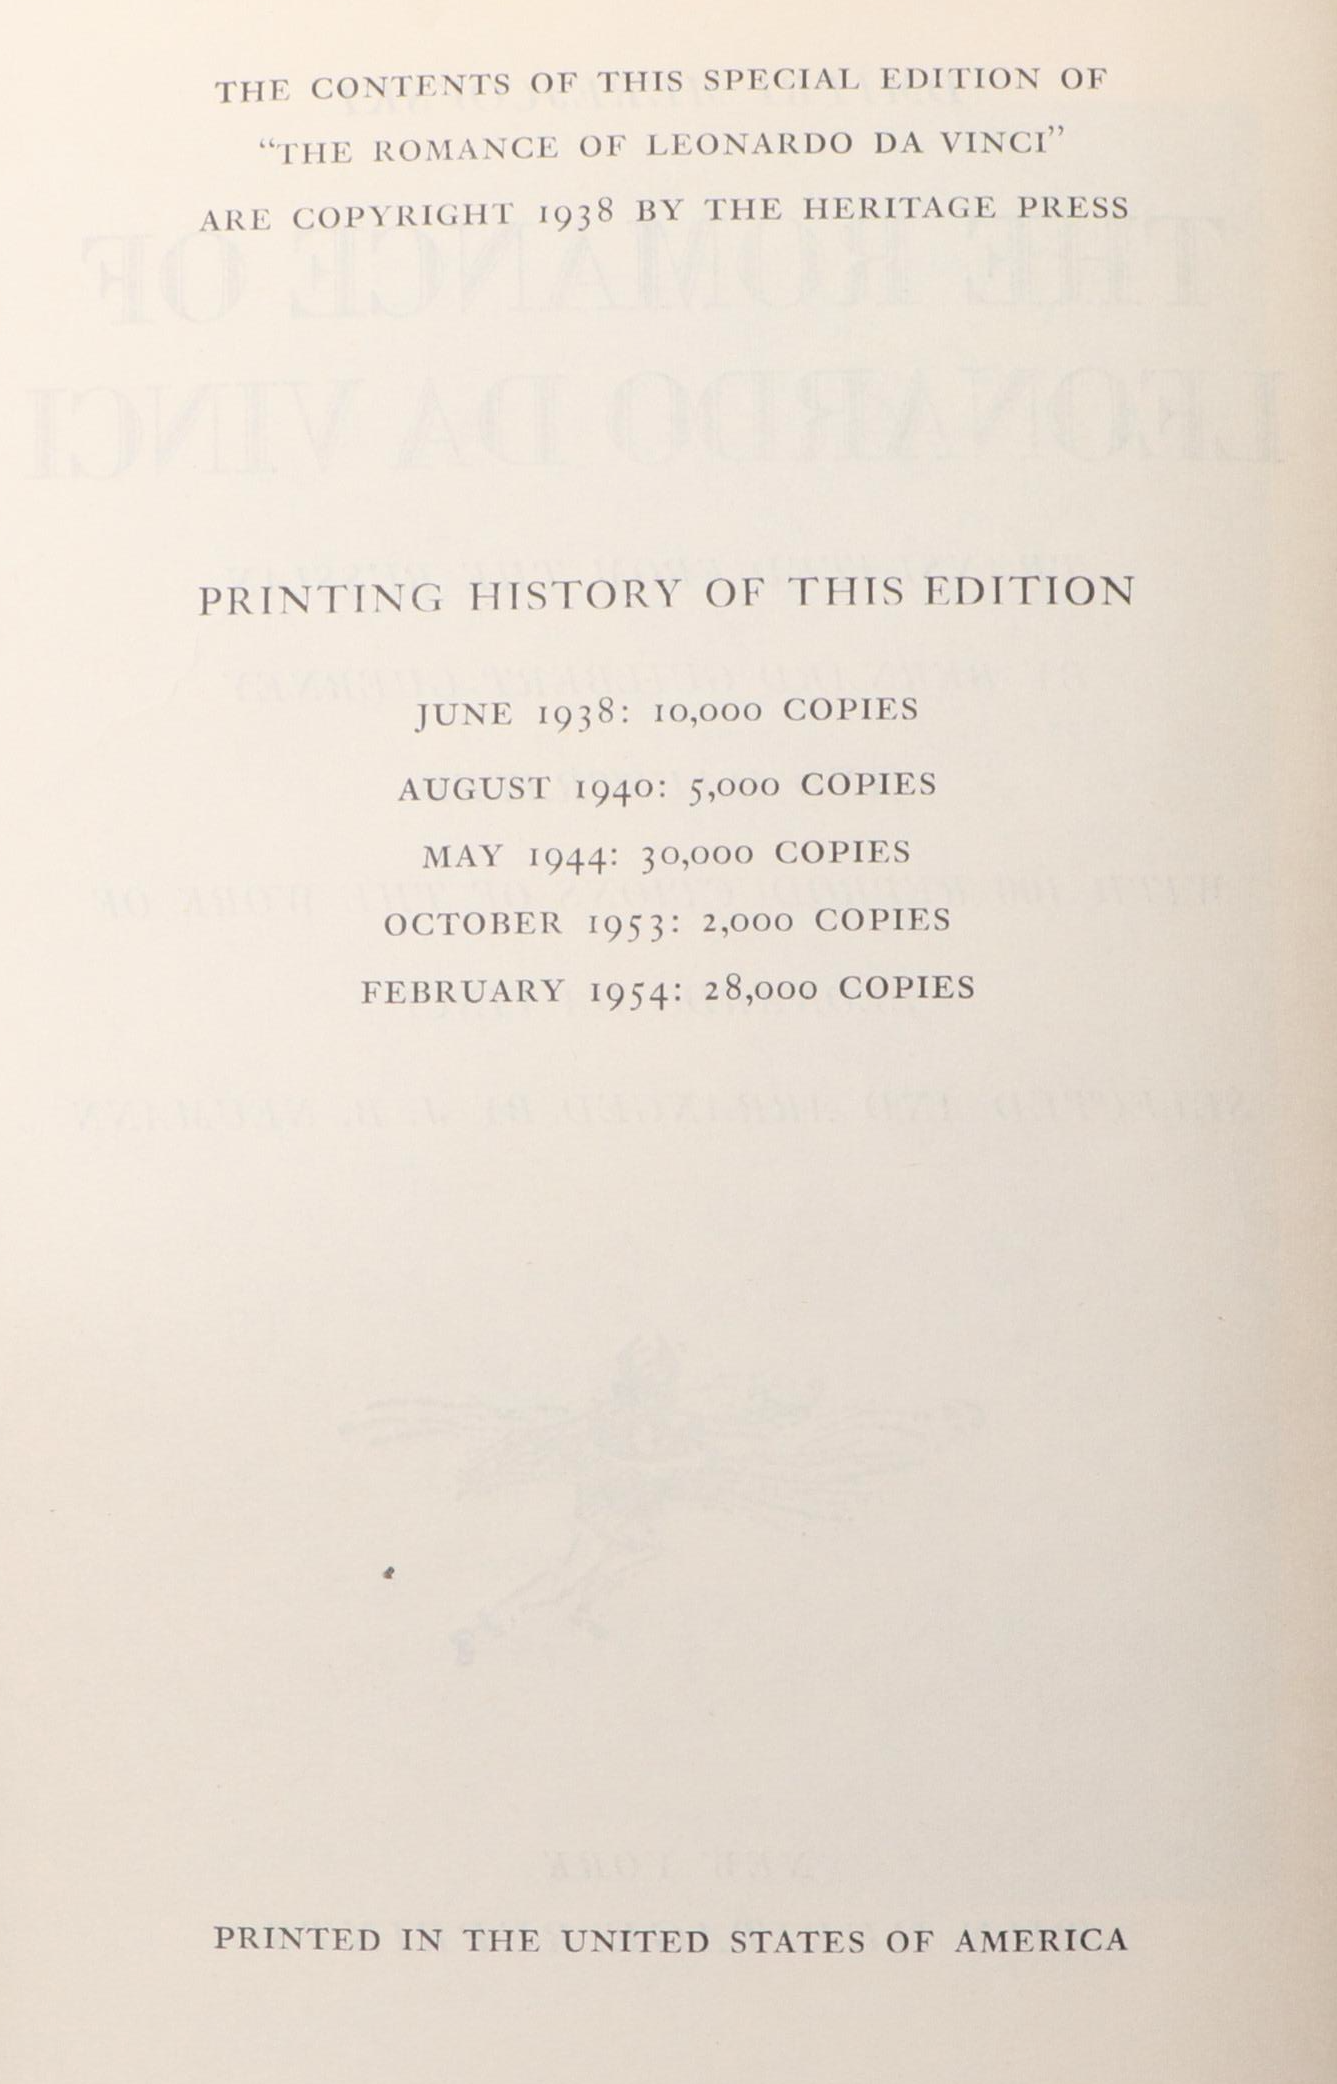 THE CONTENTS OF THIS SPECIAL EDITION OF
“THE ROMANCE OF LEONARDO DA VINCI”
ARE COPYRIGHT 1938 BY THE HERITAGE PRESS
PRINTING HISTORY OF THIS EDITION
JUNE 1938: 10,000 COPIES
AUGUST 1940: 5,000 COPIES
MAY 1944: 30,000 COPIES
OCTOBER 1953: 2,000 COPIES
FEBRUARY 1954: 28,000 COPIES
PRINTED IN THE UNITED STATES OF AMERICA